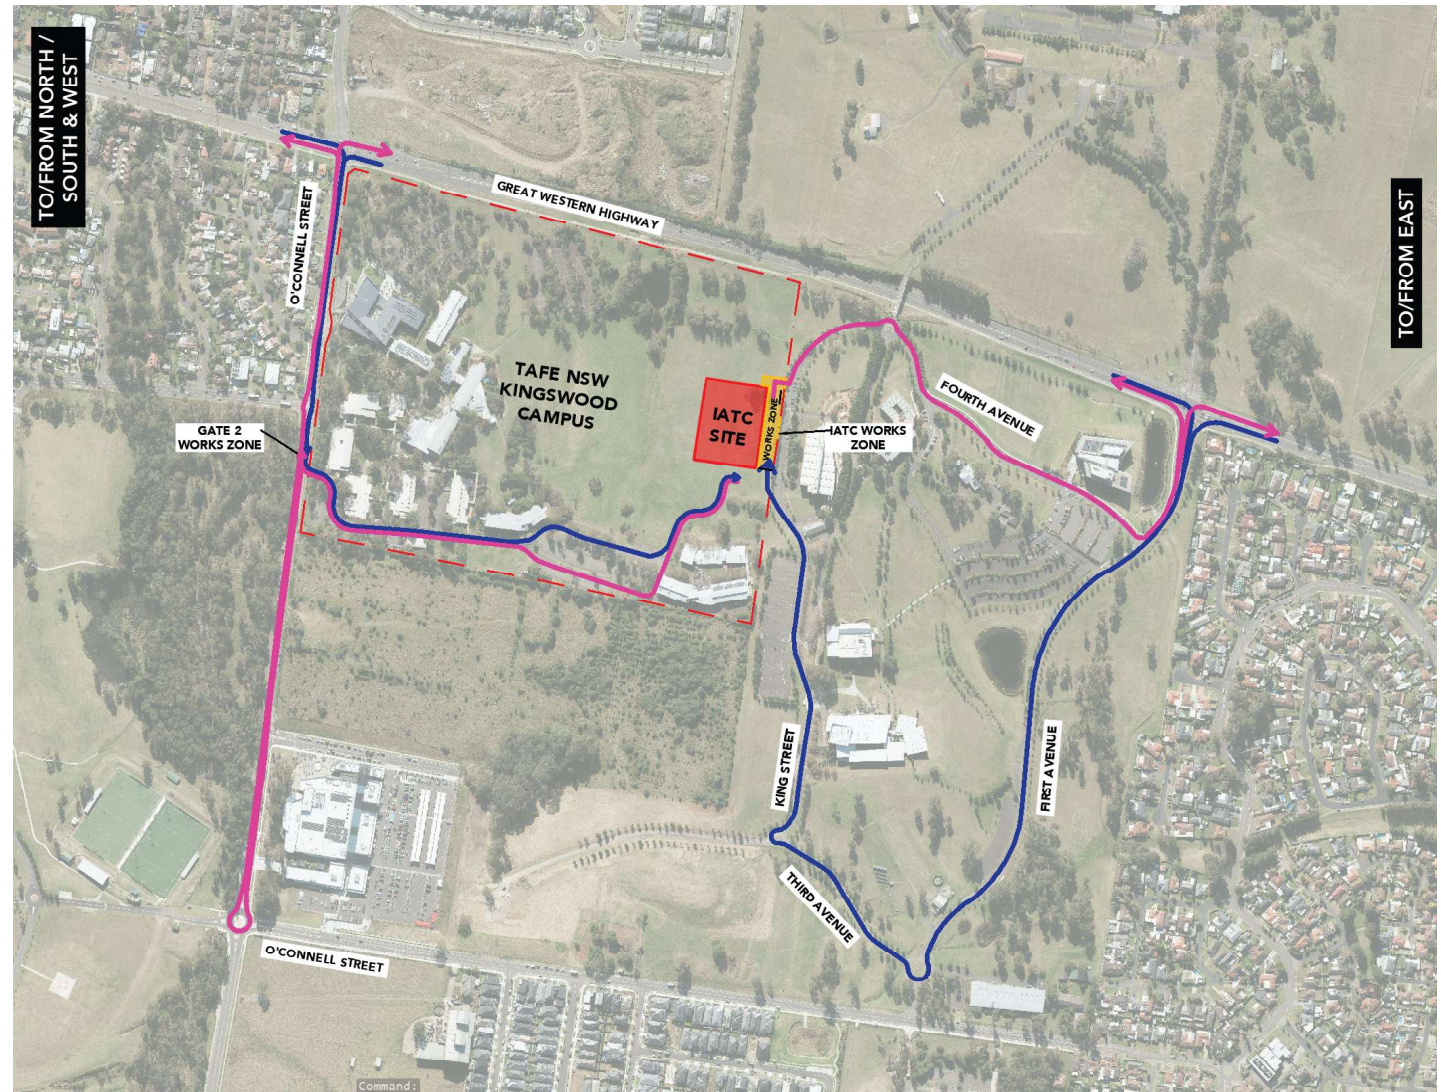 TO/FROM NORTH /
SOUTH & WEST
O'CONNELL STREET
GREAT WESTERN HIGHWAY
TO/FROM EAST
TAFE NSW
KINGSWOOD
CAMPUS
IATC
SITE
WORKS ZONE
IATC WORKS
ZONE
FOURTH AVENUE
GATE 2
WORKS ZONE
KING STREET
FIRST AVENUE
THIRD AVENUE
O'CONNELL STREET
Command: